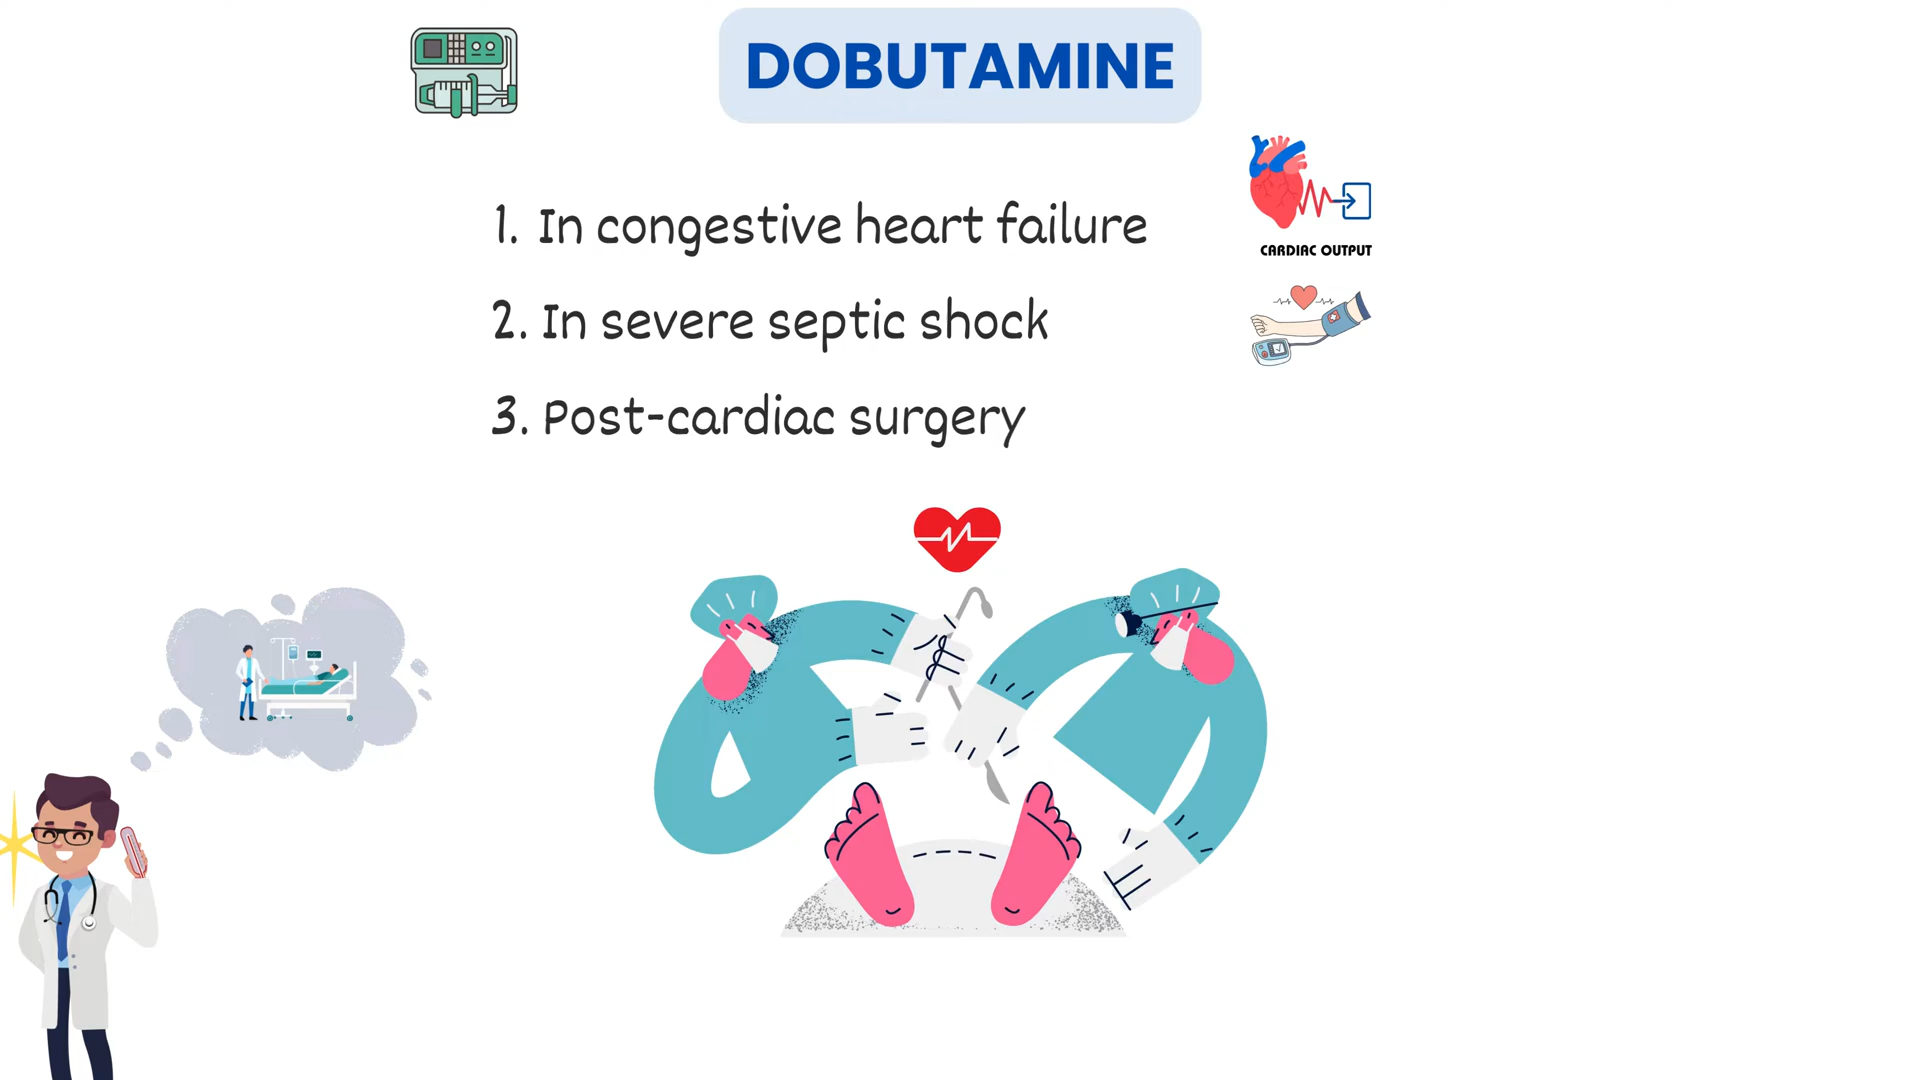 DOBUTAMINE
1. In congestive heart failure
CARDIAC OUTPUT
2. In severe septic shock
3. Post-cardiac surgery